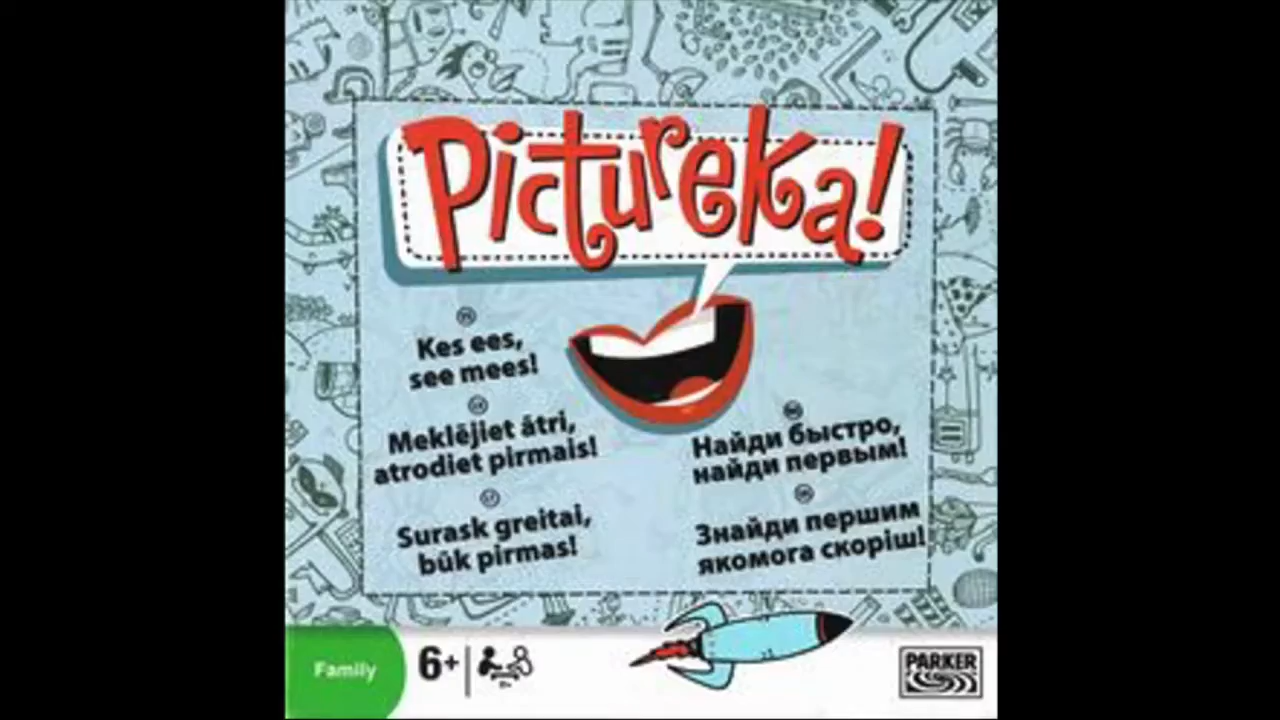 Pictureka!
Kes ees,
see mees!
Meklējiet ātri,
atrodiet pirmais!
Surask greitai,
būk pirmas!
Найди быстро,
найди первым!
Знайди першим
якомога скоріш!
Family
6+
PARKER